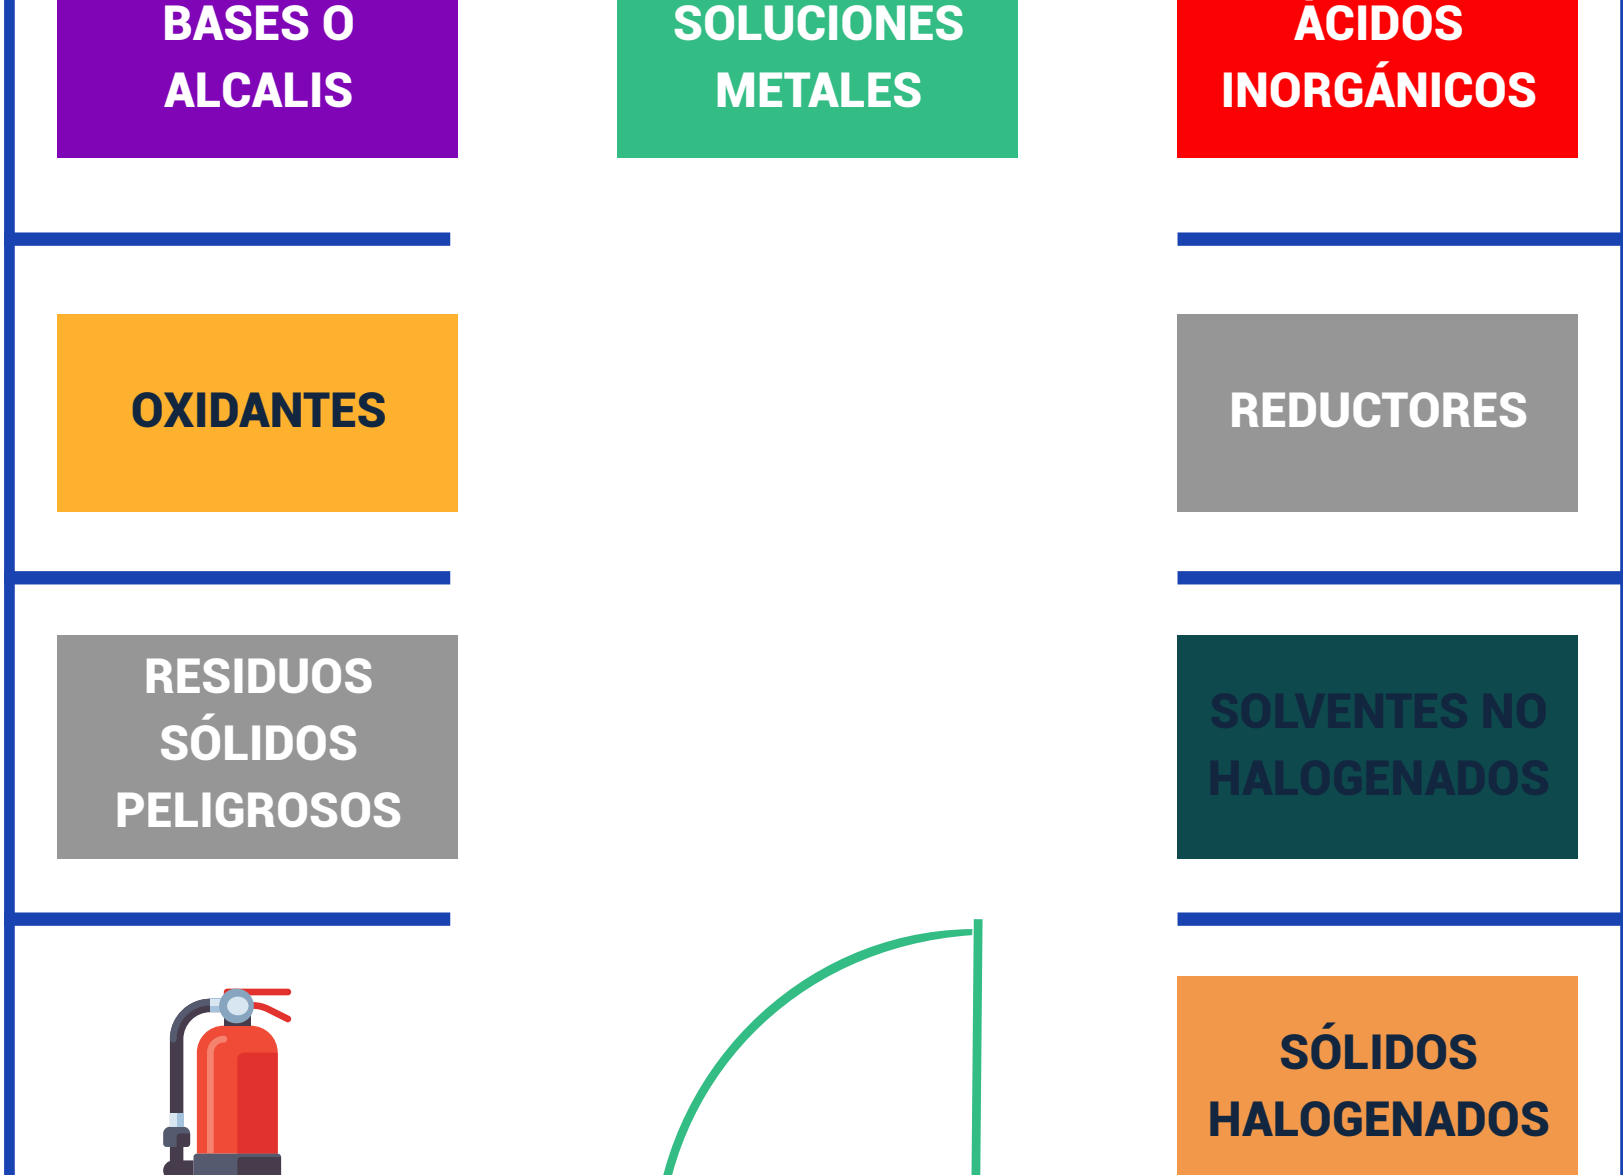 BASES O
ALCALIS
SOLUCIONES
METALES
ÁCIDOS
INORGÁNICOS
OXIDANTES
REDUCTORES
RESIDUOS
SÓLIDOS
PELIGROSOS
SOLVENTES NO
HALOGENADOS
SÓLIDOS
HALOGENADOS